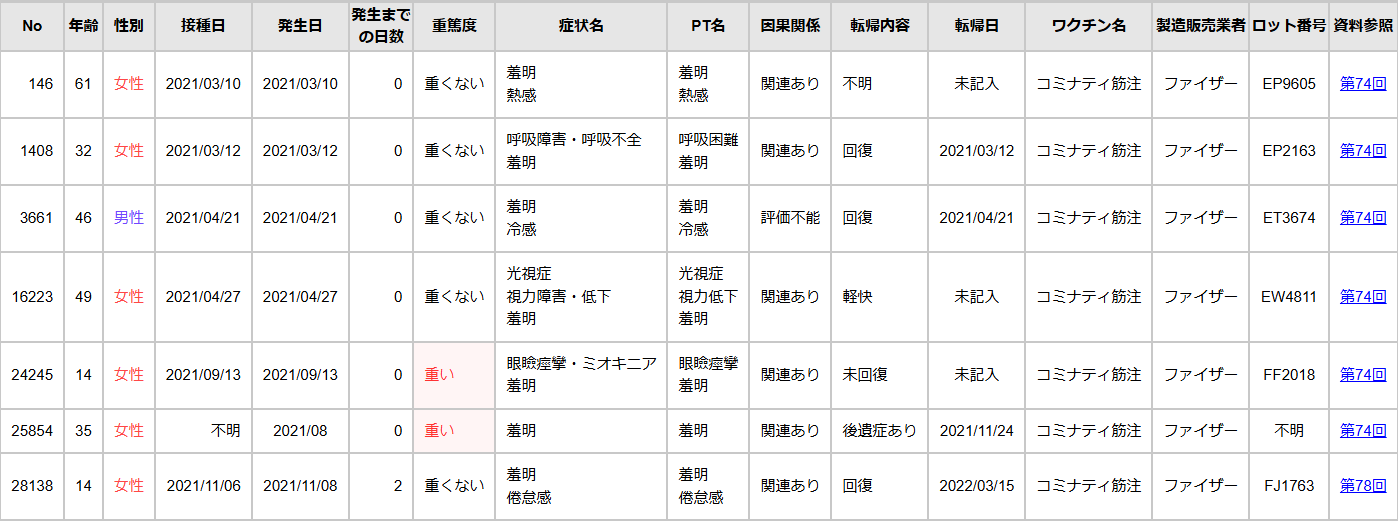 No 年齢 性別 接種日 発生日 発生まで の日数 重篤度 症状名 PT名 因果関係 転帰内容 転帰日 ワクチン名 製造販売業者 ロット番号 資料参照
146 61 女性 2021/03/10 2021/03/10 0 重くない 羞明 熱感 羞明 熱感 関連あり 不明 未記入 コミナティ筋注 ファイザー EP9605 第74回
1408 32 女性 2021/03/12 2021/03/12 0 重くない 呼吸障害・呼吸不全 羞明 呼吸困難 羞明 関連あり 回復 2021/03/12 コミナティ筋注 ファイザー EP2163 第74回
3661 46 男性 2021/04/21 2021/04/21 0 重くない 羞明 冷感 羞明 冷感 評価不能 回復 2021/04/21 コミナティ筋注 ファイザー ET3674 第74回
16223 49 女性 2021/04/27 2021/04/27 0 重くない 光視症 視力障害・低下 羞明 光視症 視力低下 羞明 関連あり 軽快 未記入 コミナティ筋注 ファイザー EW4811 第74回
24245 14 女性 2021/09/13 2021/09/13 0 重い 眼瞼痙攣・ミオキニア 羞明 眼瞼痙攣 羞明 関連あり 未回復 未記入 コミナティ筋注 ファイザー FF2018 第74回
25854 35 女性 不明 2021/08 0 重い 羞明 羞明 関連あり 後遺症あり 2021/11/24 コミナティ筋注 ファイザー 不明 第74回
28138 14 女性 2021/11/06 2021/11/08 2 重くない 羞明 倦怠感 羞明 倦怠感 関連あり 回復 2022/03/15 コミナティ筋注 ファイザー FJ1763 第78回